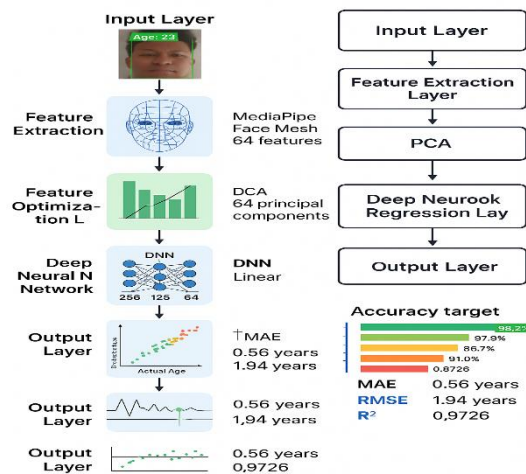 Input Layer
Age: 23
Feature
Extraction
MediaPipe
Face Mesh
64 features
Feature
Optimiza-
tion L
DCA
64 principal
components
Deep
Neural N
Network
DNN
256 125 64
DNN
Linear
Output
Layer
Actual Age
†MAE
0.56 years
1.94 years
Output
Layer
0.56 years
1,94 years
Output
Layer
0.56 years
0,9726
Input Layer
Feature Extraction
Layer
PCA
Deep Neurook
Regression Lay
Output Layer
Accuracy target
98,2%
97.9%
86.7%
91.0%
0.8726
MAE 0.56 years
RMSE 1.94 years
R² 0,9726